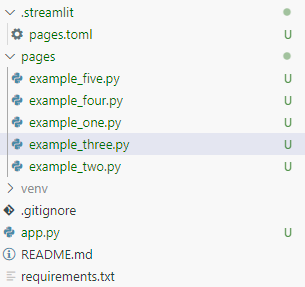 .streamlit
pages.toml U
pages
example_five.py U
example_four.py U
example_one.py U
example_three.py U
example_two.py U
venv
.gitignore
app.py U
README.md
requirements.txt